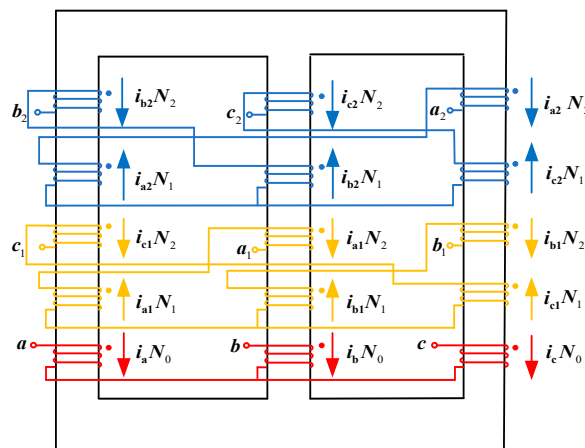 b2 ib2N2 c2 ic2N2 a2 ia2N2
ia2N1 ib2N1 ic2N1
c1 ic1N2 a1 ia1N2 b1 ib1N2
ia1N1 ib1N1 ic1N1
a iaN0 b ibN0 c icN0